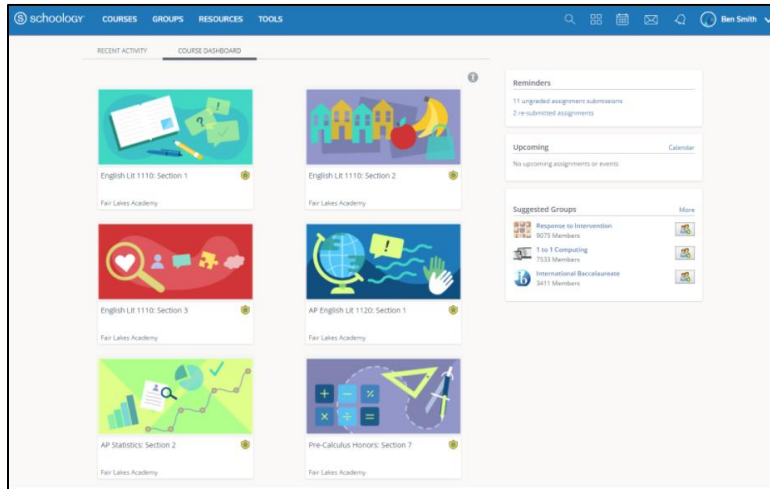 S schoology COURSES GROUPS RESOURCES TOOLS Ben Smith
RECENT ACTIVITY COURSE DASHBOARD
English Lit 1110: Section 1
Fair Lakes Academy
English Lit 1110: Section 2
Fair Lakes Academy
English Lit 1110: Section 3
Fair Lakes Academy
AP English Lit 1120: Section 1
Fair Lakes Academy
AP Statistics: Section 2
Fair Lakes Academy
Pre-Calculus Honors: Section 7
Fair Lakes Academy
Reminders
11 ungraded assignment submissions
2 re-submitted assignments
Upcoming Calendar
No upcoming assignments or events
Suggested Groups More
Response to Intervention
9075 Members
1 to 1 Computing
7533 Members
International Baccalaureate
3411 Members